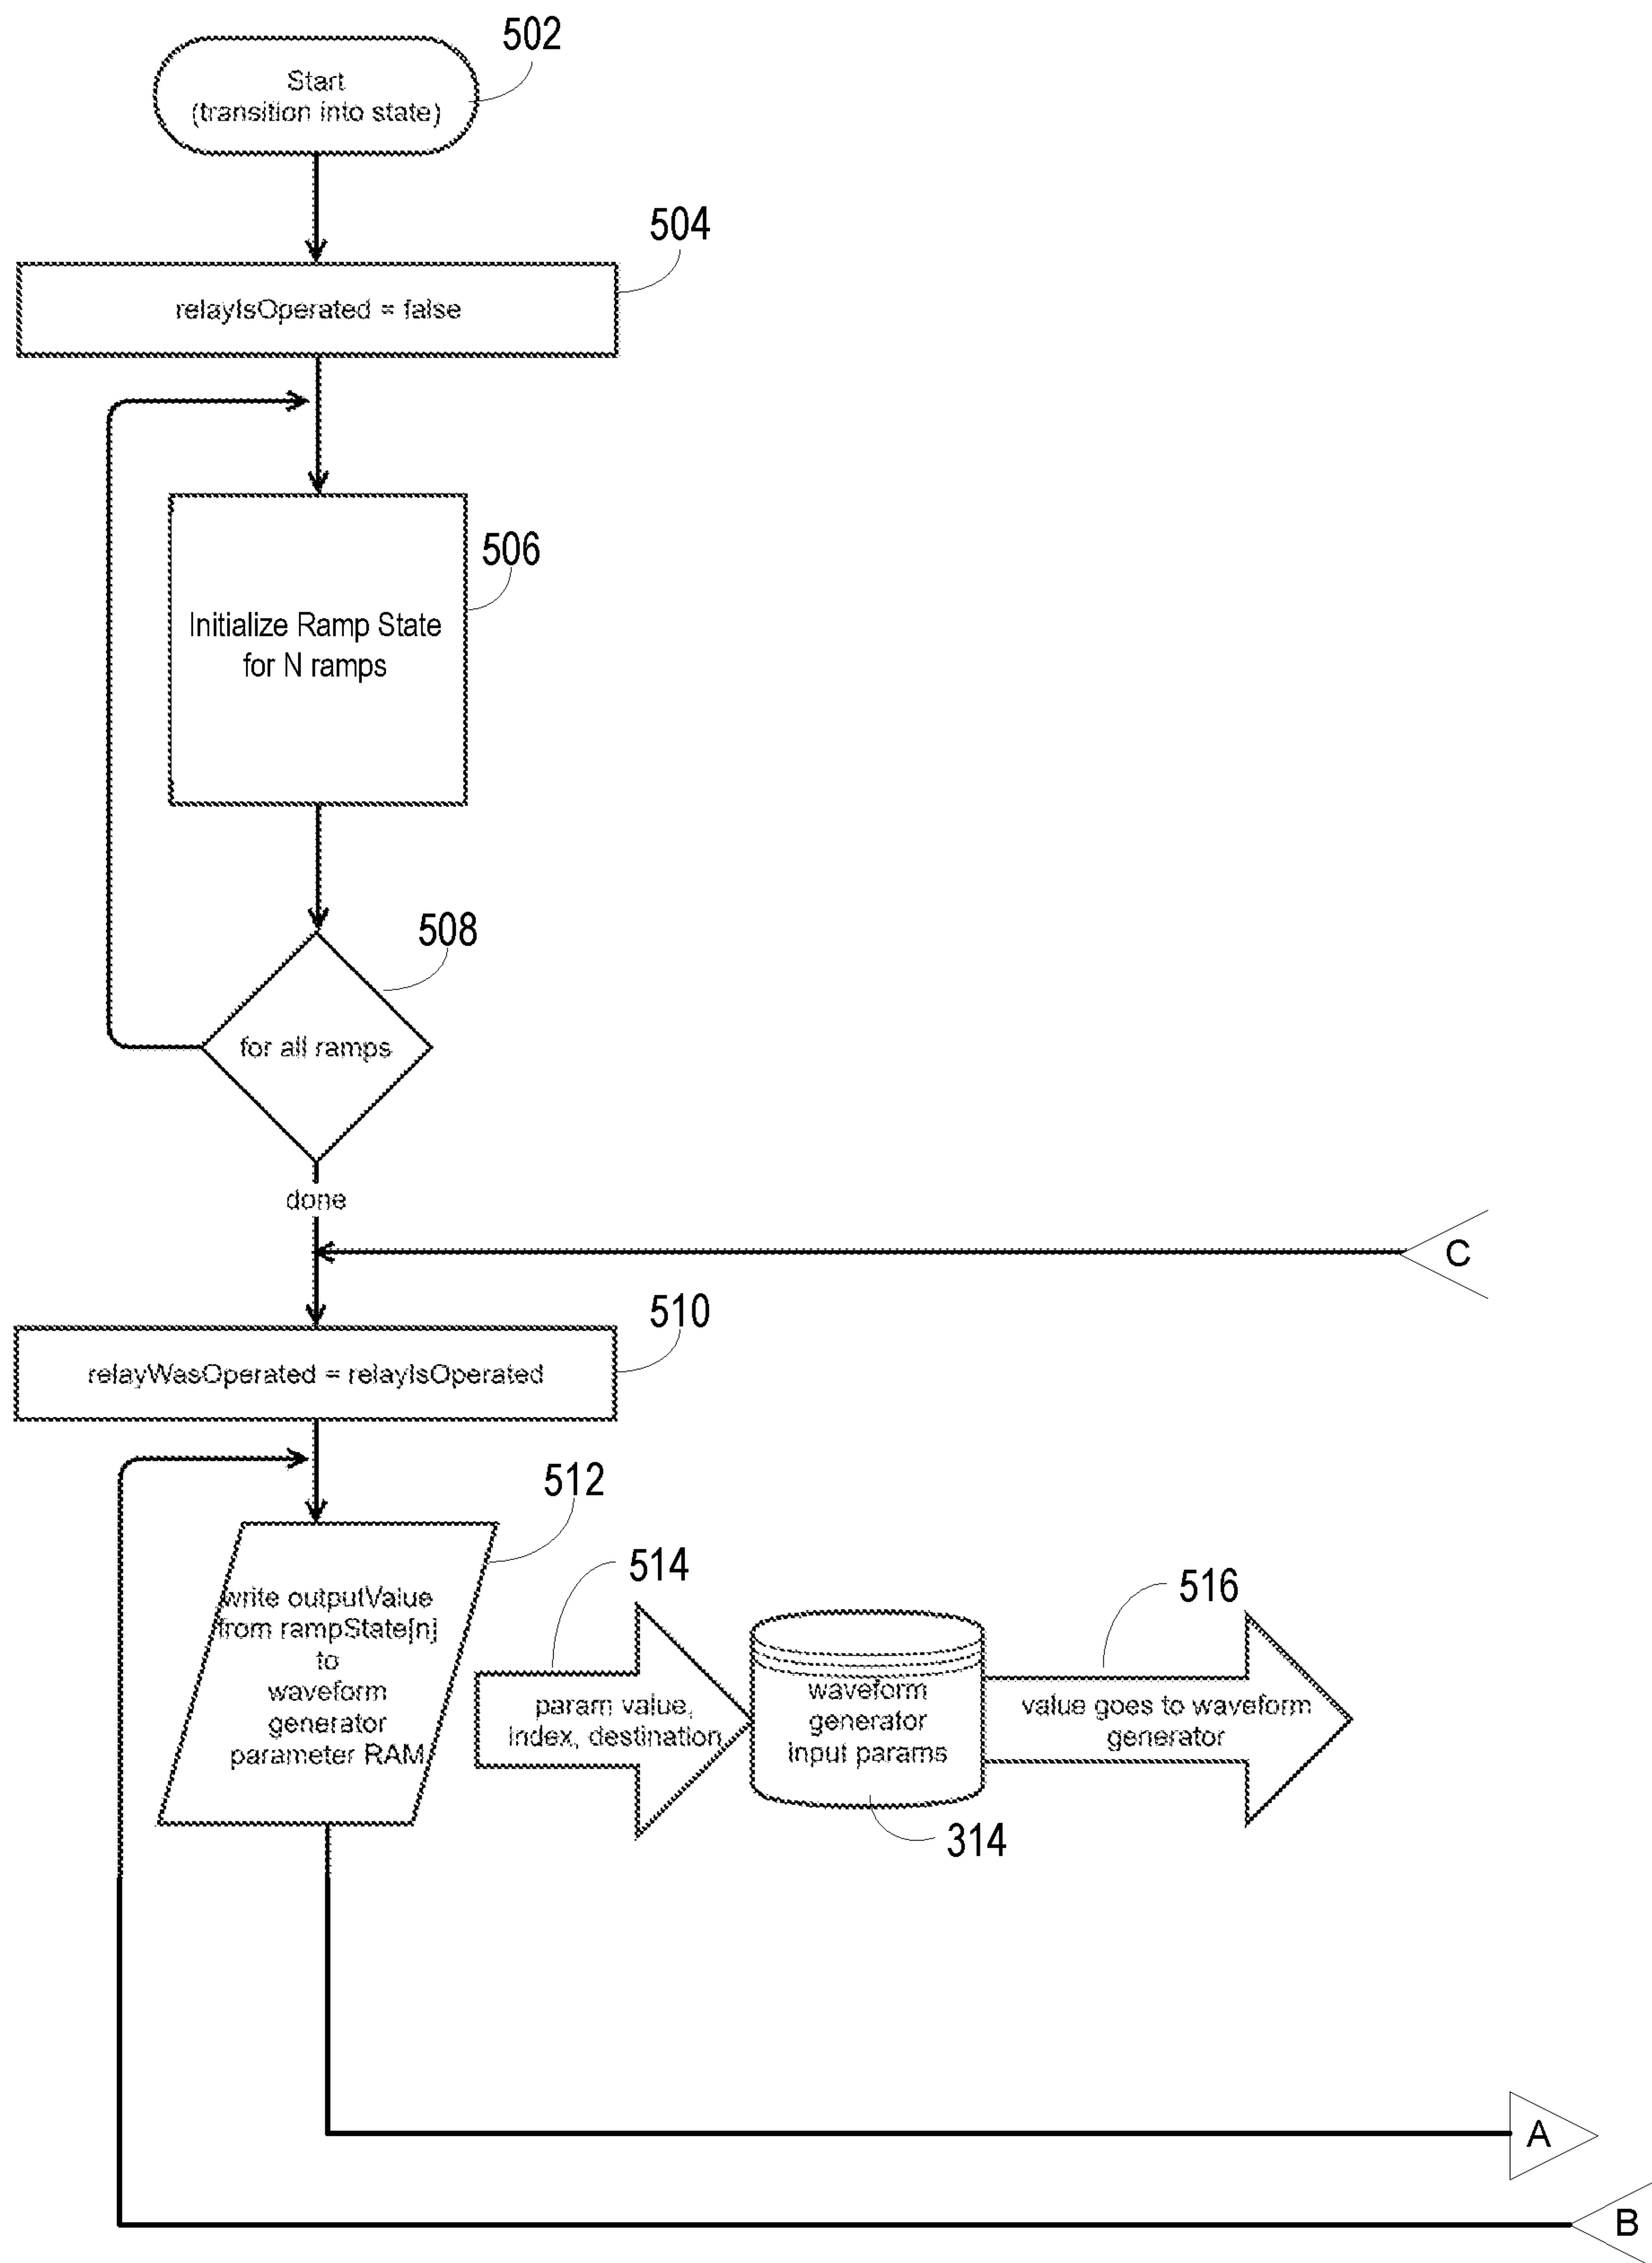 502
Start
(transition into state)
504
relayIsOperated = false
506
Initialize Ramp State
for N ramps
508
for all ramps
done
C
510
relayWasOperated = relayIsOperated
512
write outputValue
from rampState[n]
to
waveform
generator
parameter RAM
514
param value,
index, destination
waveform
generator
input params
314
516
value goes to waveform
generator
A
B